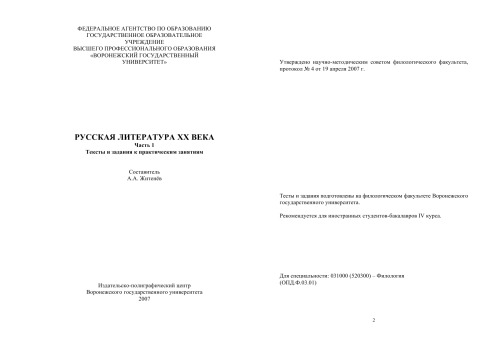 ФЕДЕРАЛЬНОЕ АГЕНТСТВО ПО ОБРАЗОВАНИЮ
ГОСУДАРСТВЕННОЕ ОБРАЗОВАТЕЛЬНОЕ
УЧРЕЖДЕНИЕ
ВЫСШЕГО ПРОФЕССИОНАЛЬНОГО ОБРАЗОВАНИЯ
«ВОРОНЕЖСКИЙ ГОСУДАРСТВЕННЫЙ
УНИВЕРСИТЕТ»
РУССКАЯ ЛИТЕРАТУРА XX ВЕКА
Часть 1
Тексты и задания к практическим занятиям
Составитель
А.А. Житенёв
Издательско-полиграфический центр
Воронежского государственного университета
2007
Утверждено научно-методическим советом филологического факультета,
протокол № 4 от 19 апреля 2007 г.
Тесты и задания подготовлены на филологическом факультете Воронежского
государственного университета.
Рекомендуется для иностранных студентов-бакалавров IV курса.
Для специальности: 031000 (520300) – Филология
(ОПД.Ф.03.01)
2